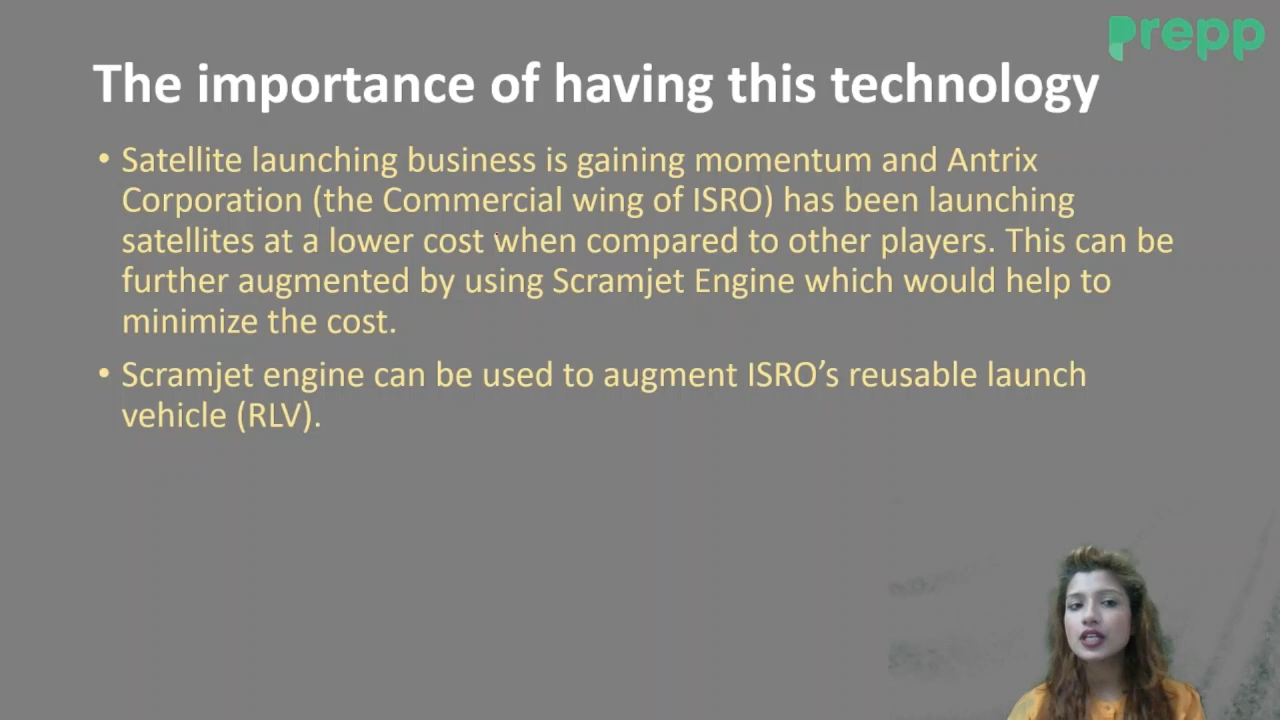 prepp
The importance of having this technology
• Satellite launching business is gaining momentum and Antrix
Corporation (the Commercial wing of ISRO) has been launching
satellites at a lower cost when compared to other players. This can be
further augmented by using Scramjet Engine which would help to
minimize the cost.
• Scramjet engine can be used to augment ISRO’s reusable launch
vehicle (RLV).